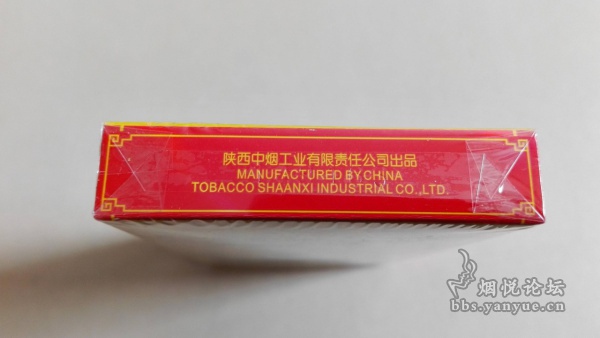 陕西中烟工业有限责任公司出品
MANUFACTURED BY CHINA
TOBACCO SHAANXI INDUSTRIAL CO.,LTD.
烟悦论坛
bbs.yanyue.cn